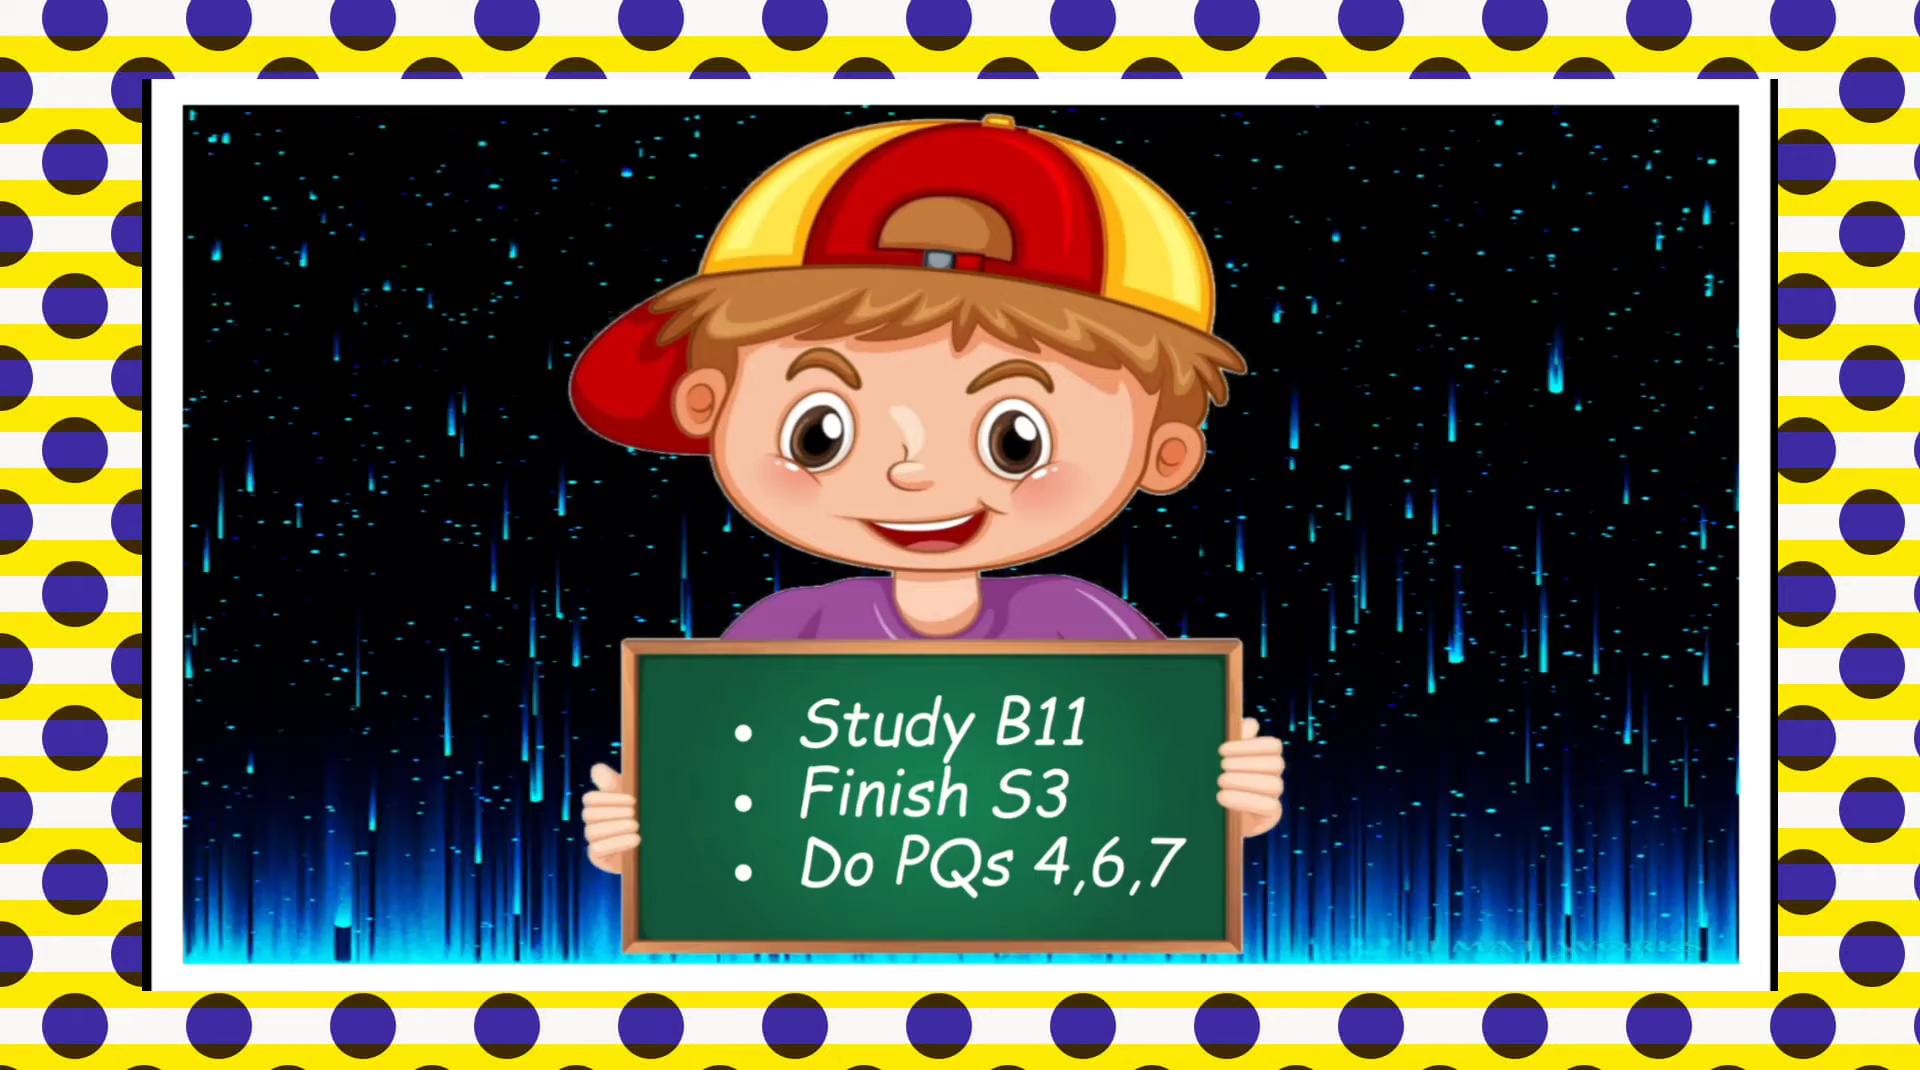 • Study B11
• Finish S3
• Do PQs 4,6,7